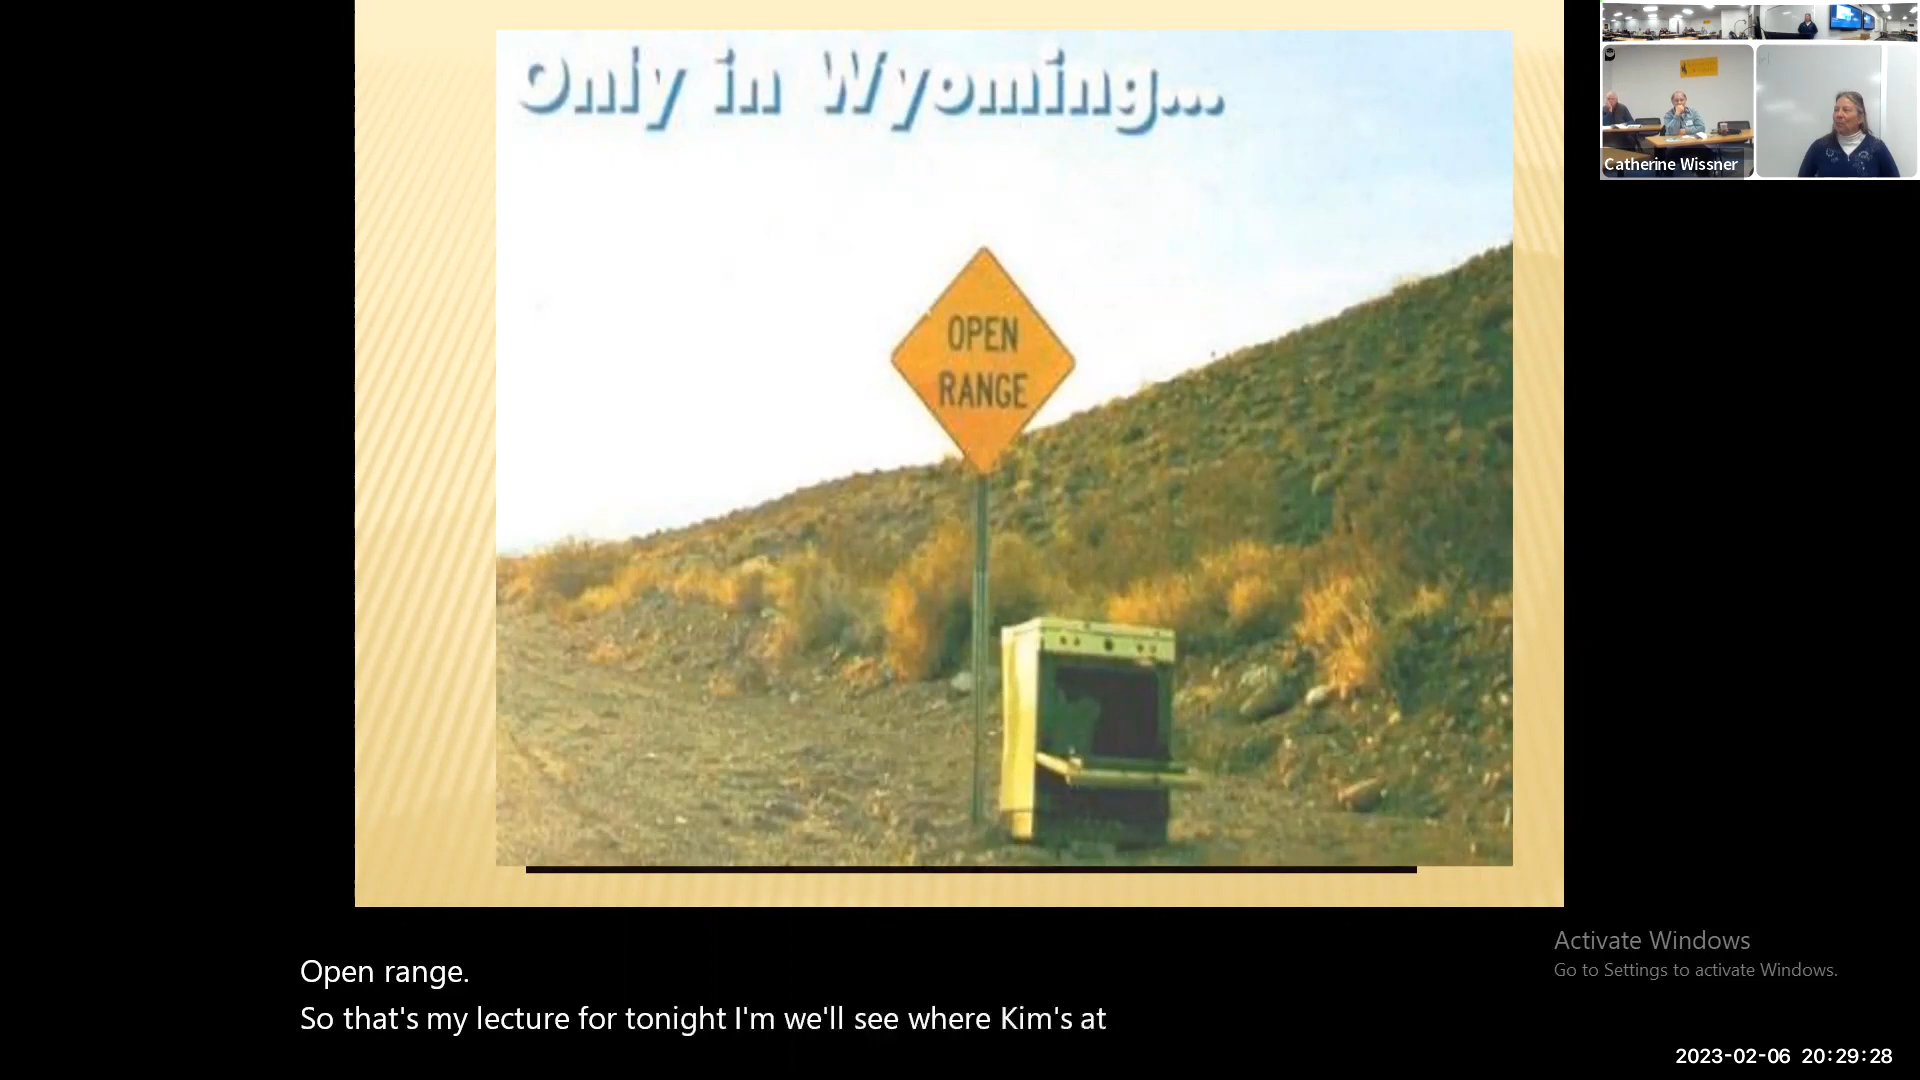 Only in Wyoming...
OPEN
RANGE
Catherine Wissner
Open range.
So that's my lecture for tonight I'm we'll see where Kim's at
Activate Windows
Go to Settings to activate Windows.
2023-02-06 20:29:28